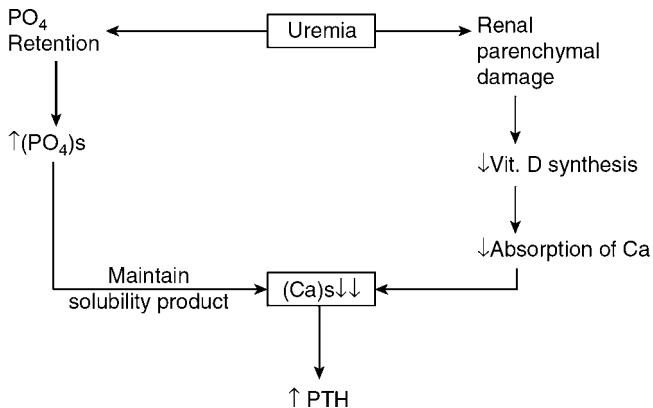 PO₄
Retention
Uremia
Renal
parenchymal
damage
↑(PO₄)s
↓Vit. D synthesis
↓Absorption of Ca
Maintain
solubility product
(Ca)s↓↓
↑ PTH